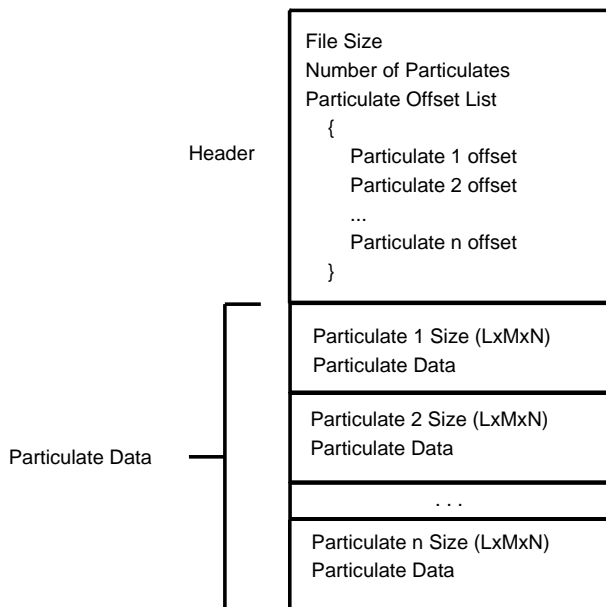 File Size
Number of Particulates
Particulate Offset List
{
Header
Particulate 1 offset
Particulate 2 offset
...
Particulate n offset
}
Particulate 1 Size (LxMxN)
Particulate Data
Particulate 2 Size (LxMxN)
Particulate Data
Particulate Data
. . .
Particulate n Size (LxMxN)
Particulate Data